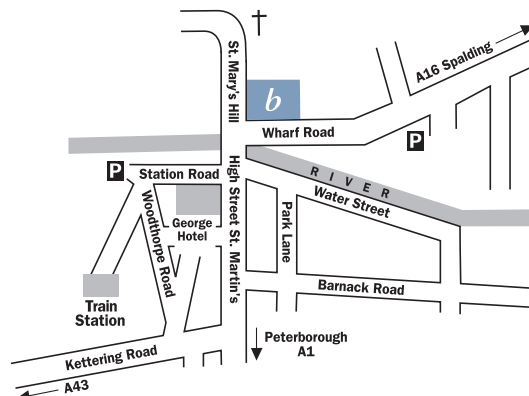 St. Mary's Hill
b
A16 Spalding
Wharf Road
P
P
Station Road
RIVER
Water Street
High Street St. Martin's
Woodthorpe Road
George
Hotel
Park Lane
Barnack Road
Train
Station
Peterborough
A1
Kettering Road
A43